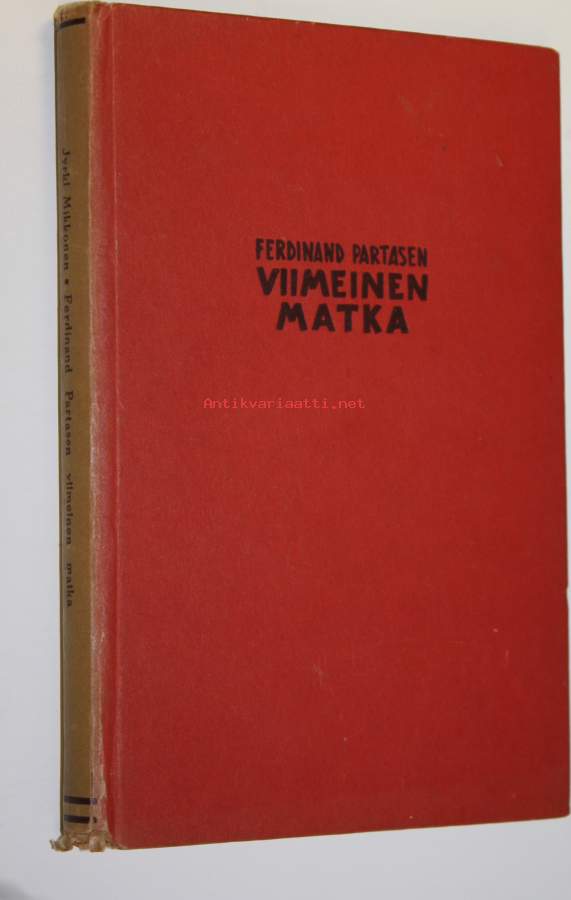 FERDINAND PARTASEN
VIIMEINEN
MATKA
Antikvariaatti.net
Jyrki Mikkonen • Ferdinand Partasen viimeinen matka